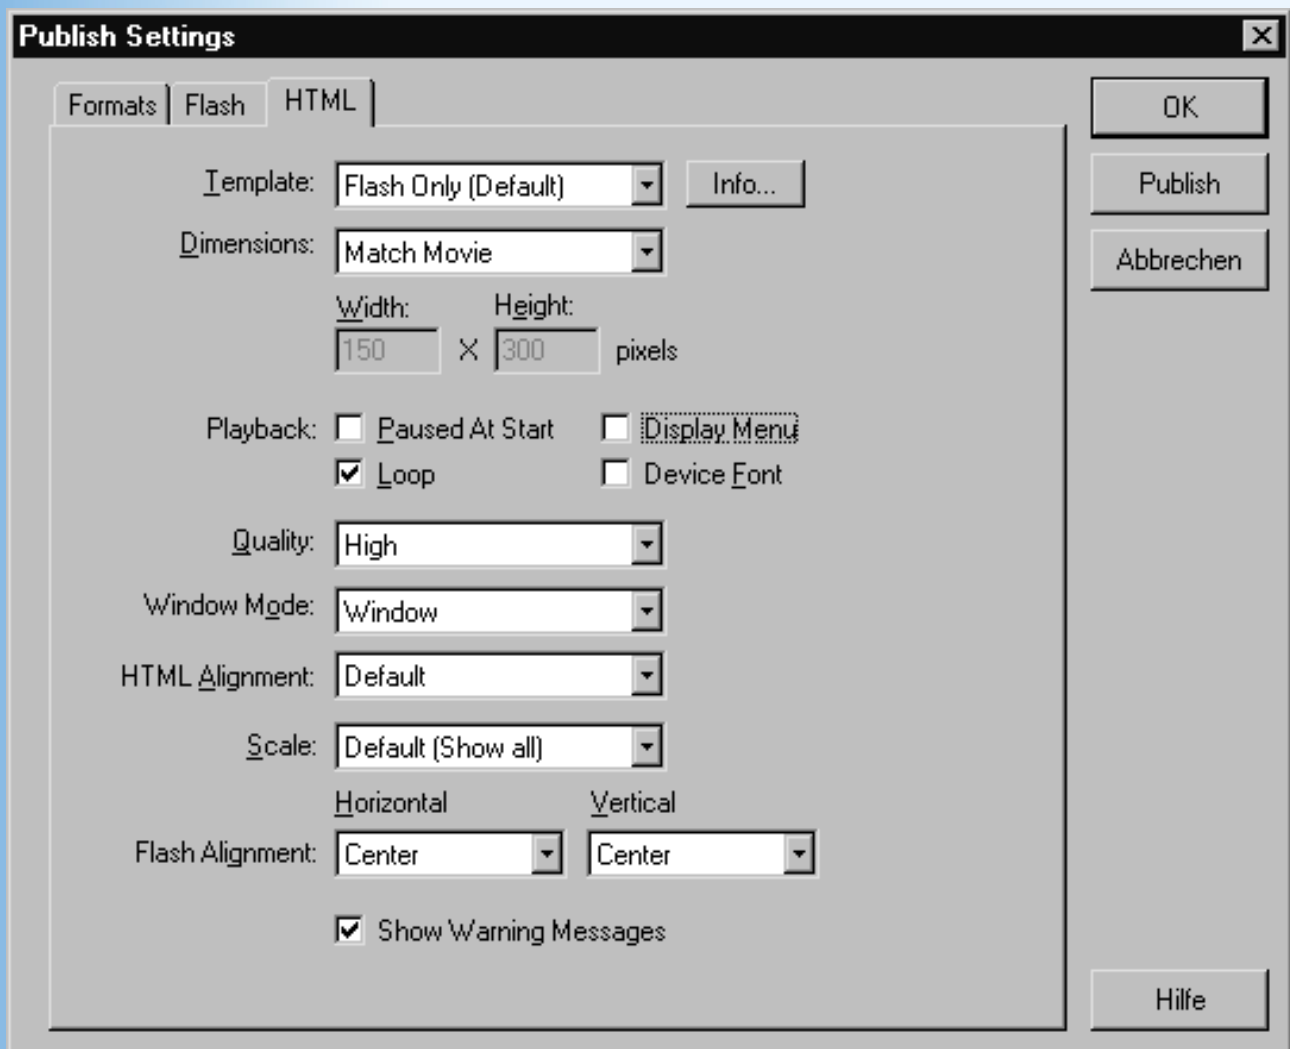 Publish Settings
Formats Flash HTML
OK
Template: Flash Only (Default) Info...
Publish
Dimensions: Match Movie
Abbrechen
Width: Height:
150 X 300 pixels
Playback: Paused At Start Display Menu
Loop Device Font
Quality: High
Window Mode: Window
HTML Alignment: Default
Scale: Default (Show all)
Horizontal Vertical
Flash Alignment: Center Center
Show Warning Messages
Hilfe